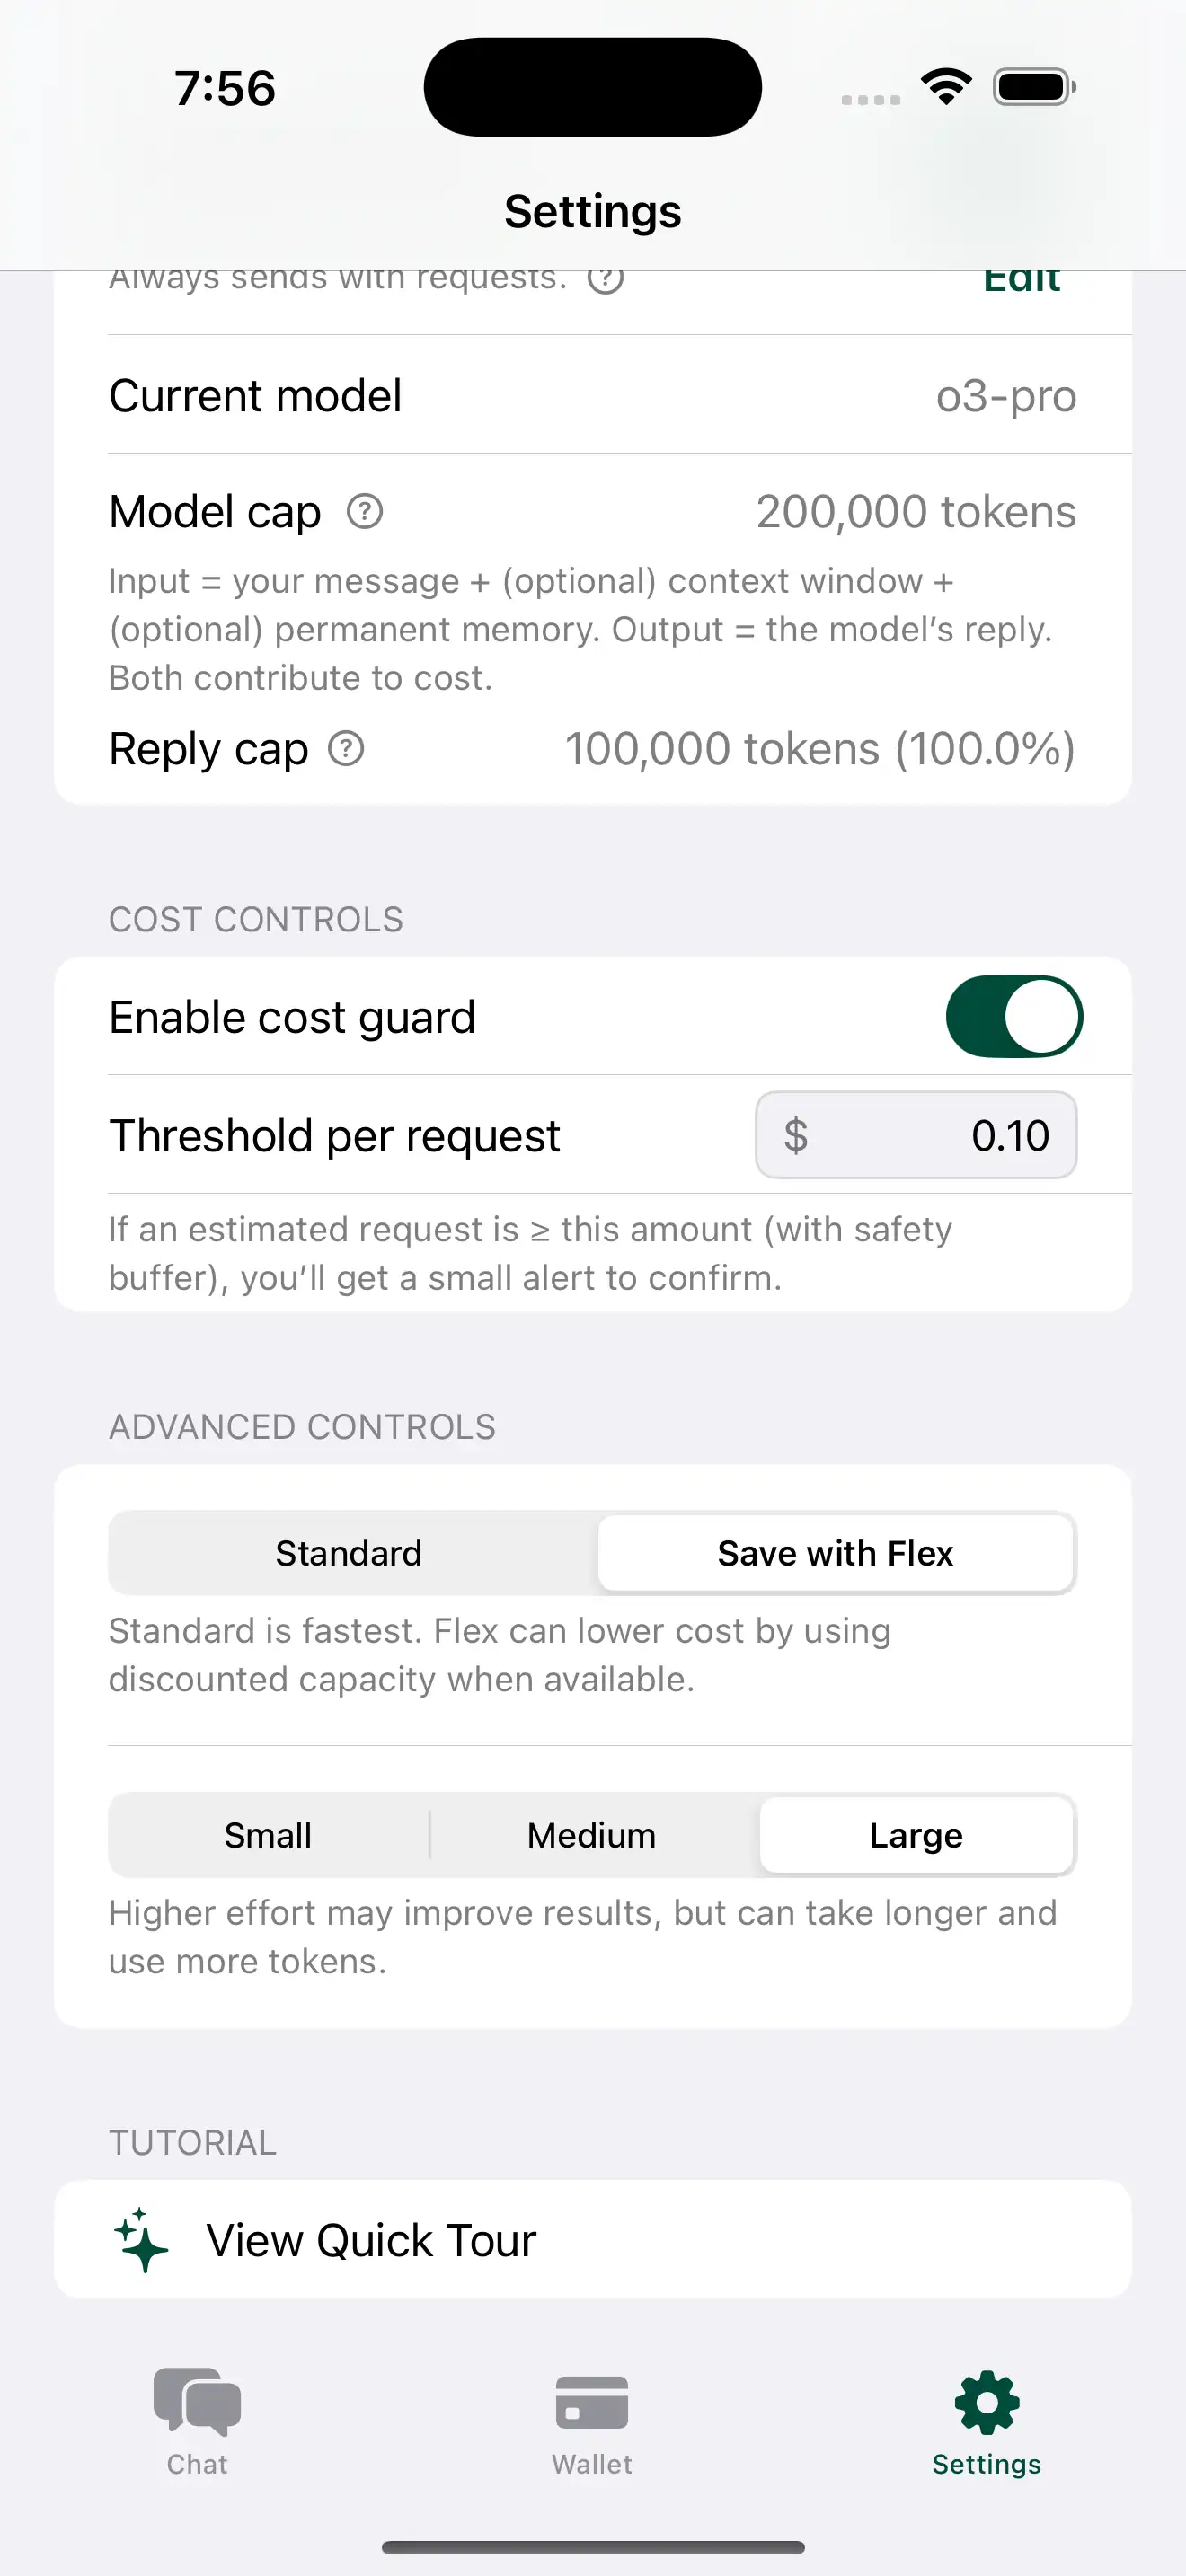 7:56
Settings
Always sends with requests. ?
Edit
Current model
o3-pro
Model cap ?
200,000 tokens
Input = your message + (optional) context window +
(optional) permanent memory. Output = the model’s reply.
Both contribute to cost.
Reply cap ?
100,000 tokens (100.0%)
COST CONTROLS
Enable cost guard
Threshold per request
$ 0.10
If an estimated request is ≥ this amount (with safety
buffer), you’ll get a small alert to confirm.
ADVANCED CONTROLS
Standard
Save with Flex
Standard is fastest. Flex can lower cost by using
discounted capacity when available.
Small
Medium
Large
Higher effort may improve results, but can take longer and
use more tokens.
TUTORIAL
View Quick Tour
Chat
Wallet
Settings